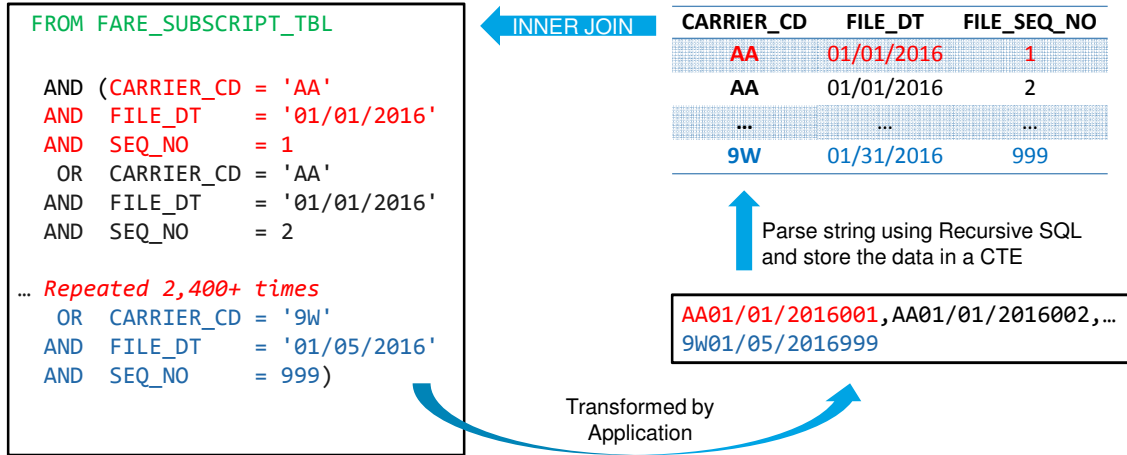 FROM FARE_SUBSCRIPT_TBL
AND (CARRIER_CD = 'AA'
AND FILE_DT = '01/01/2016'
AND SEQ_NO = 1
OR CARRIER_CD = 'AA'
AND FILE_DT = '01/01/2016'
AND SEQ_NO = 2
… Repeated 2,400+ times
OR CARRIER_CD = '9W'
AND FILE_DT = '01/05/2016'
AND SEQ_NO = 999)
INNER JOIN
CARRIER_CD FILE_DT FILE_SEQ_NO
AA 01/01/2016 1
AA 01/01/2016 2
… … …
9W 01/31/2016 999
Parse string using Recursive SQL
and store the data in a CTE
AA01/01/2016001,AA01/01/2016002,…
9W01/05/2016999
Transformed by
Application